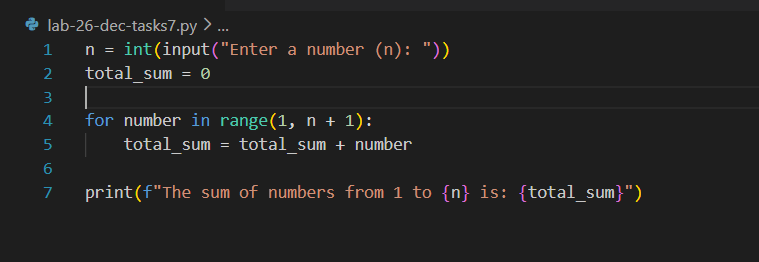 lab-26-dec-tasks7.py > ...
1 n = int(input("Enter a number (n): "))
2 total_sum = 0
3
4 for number in range(1, n + 1):
5     total_sum = total_sum + number
6
7 print(f"The sum of numbers from 1 to {n} is: {total_sum}")